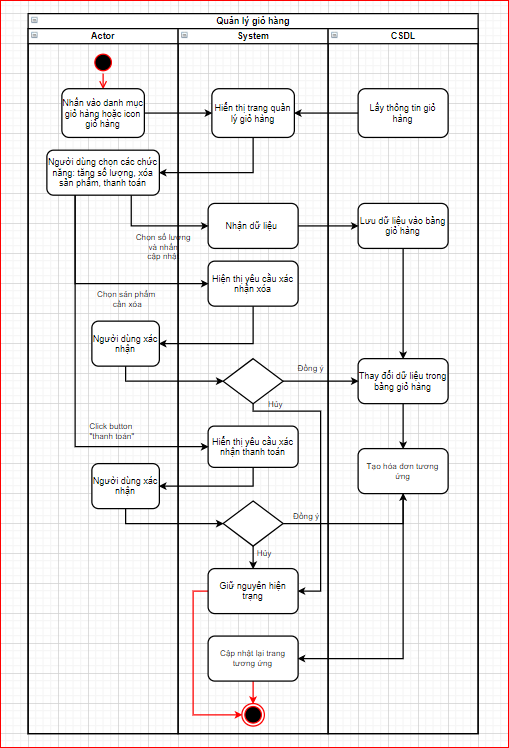 Quản lý giỏ hàng
Actor
System
CSDL
Nhấn vào danh mục
giỏ hàng hoặc icon
giỏ hàng
Hiển thị trang quản
lý giỏ hàng
Lấy thông tin giỏ
hàng
Người dùng chọn các chức
năng: tăng số lượng, xóa
sản phẩm, thanh toán
Chọn số lượng
và nhấn
cập nhật
Nhận dữ liệu
Lưu dữ liệu vào bảng
giỏ hàng
Chọn sản phẩm
cần xóa
Hiển thị yêu cầu xác
nhận xóa
Người dùng xác
nhận
Đồng ý
Hủy
Thay đổi dữ liệu trong
bảng giỏ hàng
Click button
"thanh toán"
Hiển thị yêu cầu xác
nhận thanh toán
Tạo hóa đơn tương
ứng
Người dùng xác
nhận
Đồng ý
Hủy
Giữ nguyên hiện
trạng
Cập nhật lại trang
tương ứng